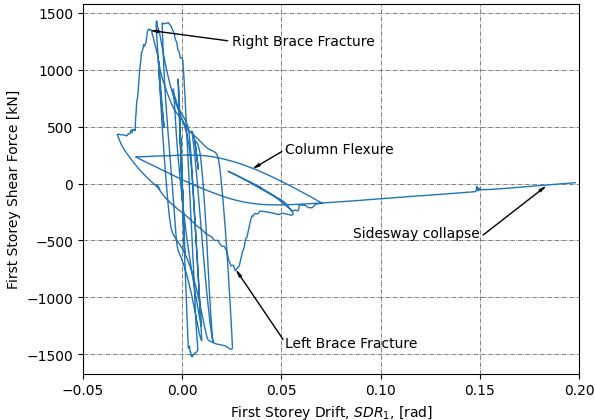 1500
1000
500
0
−500
−1000
−1500
First Storey Shear Force [kN]
Right Brace Fracture
Column Flexure
Sidesway collapse
Left Brace Fracture
−0.05
0.00
0.05
0.10
0.15
0.20
First Storey Drift, SDR₁, [rad]